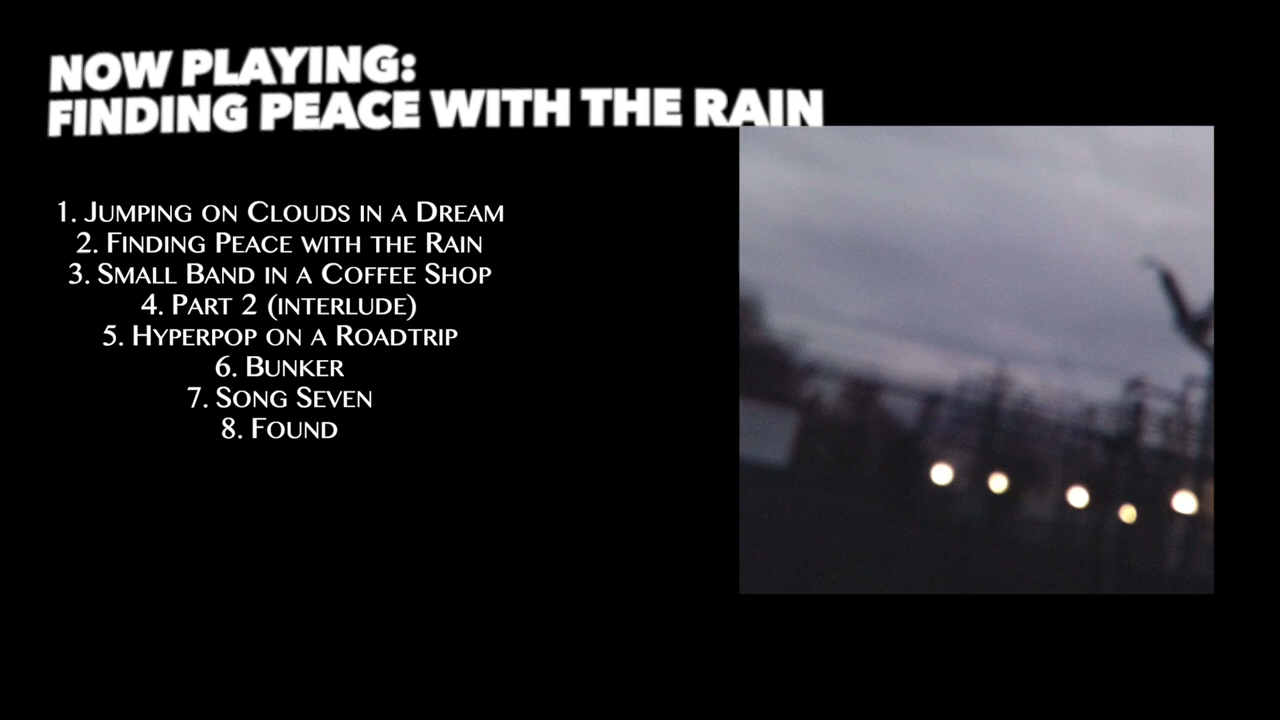 NOW PLAYING:
FINDING PEACE WITH THE RAIN
1. Jumping on Clouds in a Dream
2. Finding Peace with the Rain
3. Small Band in a Coffee Shop
4. Part 2 (interlude)
5. Hyperpop on a Roadtrip
6. Bunker
7. Song Seven
8. Found